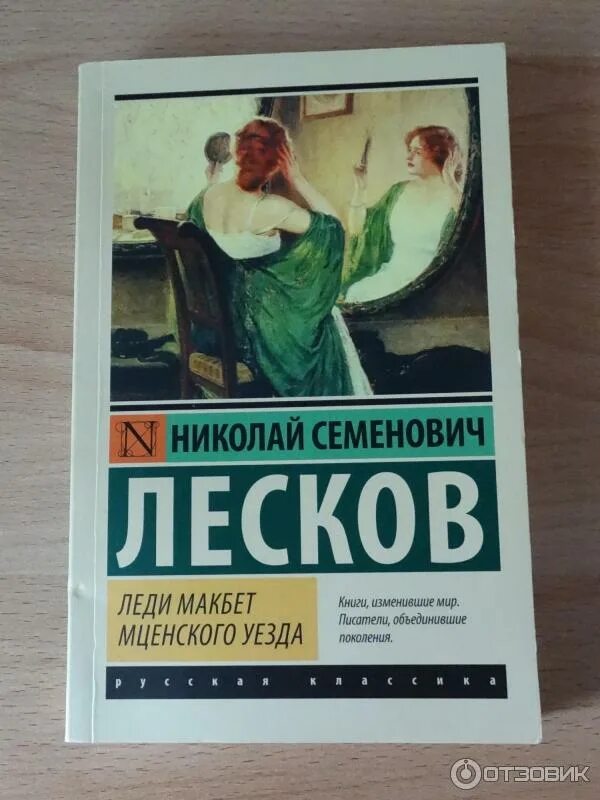 N НИКОЛАЙ СЕМЕНОВИЧ
ЛЕСКОВ
ЛЕДИ МАКБЕТ
МЦЕНСКОГО УЕЗДА
Книги, изменившие мир.
Писатели, объединившие
поколения.
русская классика
ОТЗОВИК